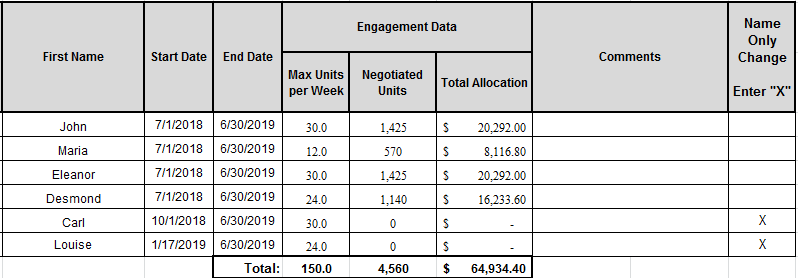 First Name Start Date End Date Engagement Data Comments Name Only Change Enter "X"
Max Units per Week Negotiated Units Total Allocation
John 7/1/2018 6/30/2019 30.0 1,425 $ 20,292.00
Maria 7/1/2018 6/30/2019 12.0 570 $ 8,116.80
Eleanor 7/1/2018 6/30/2019 30.0 1,425 $ 20,292.00
Desmond 7/1/2018 6/30/2019 24.0 1,140 $ 16,233.60
Carl 10/1/2018 6/30/2019 30.0 0 $ - X
Louise 1/17/2019 6/30/2019 24.0 0 $ - X
Total: 150.0 4,560 $ 64,934.40